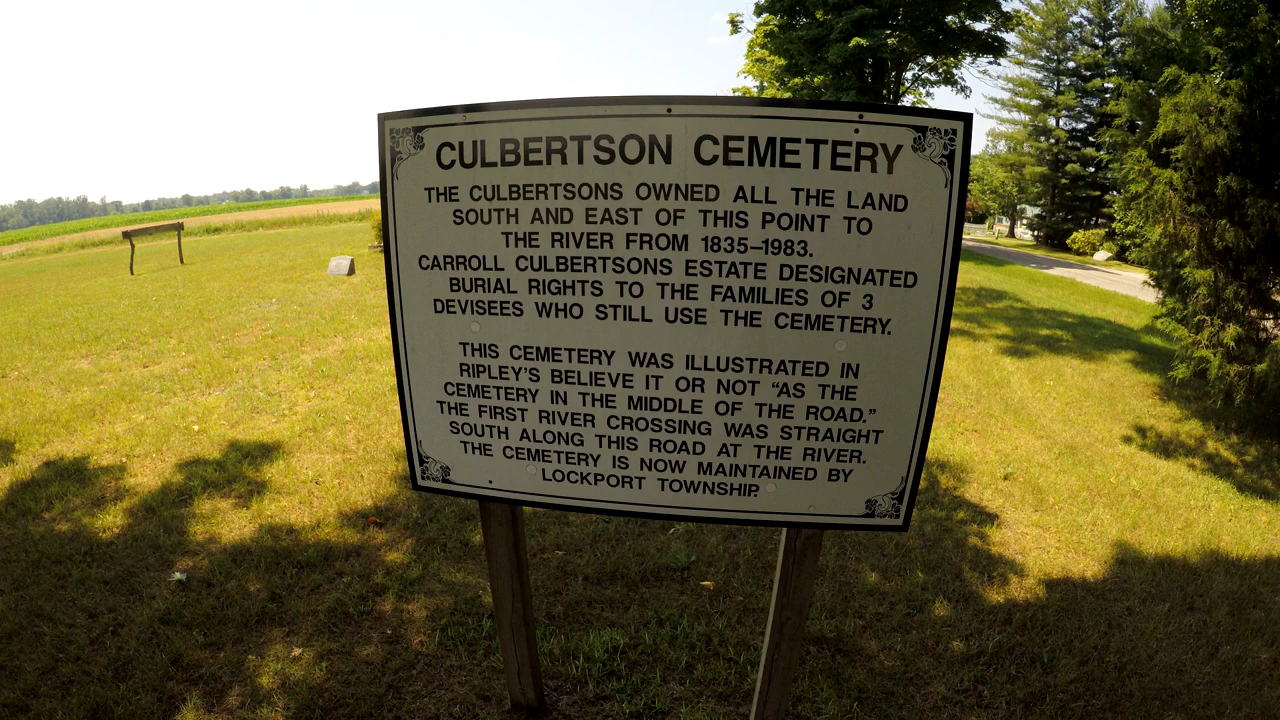 CULBERTSON CEMETERY
THE CULBERTSONS OWNED ALL THE LAND
SOUTH AND EAST OF THIS POINT TO
THE RIVER FROM 1835–1983.
CARROLL CULBERTSONS ESTATE DESIGNATED
BURIAL RIGHTS TO THE FAMILIES OF 3
DEVISEES WHO STILL USE THE CEMETERY.
THIS CEMETERY WAS ILLUSTRATED IN
RIPLEY'S BELIEVE IT OR NOT “AS THE
CEMETERY IN THE MIDDLE OF THE ROAD.”
THE FIRST RIVER CROSSING WAS STRAIGHT
SOUTH ALONG THIS ROAD AT THE RIVER.
THE CEMETERY IS NOW MAINTAINED BY
LOCKPORT TOWNSHIP.